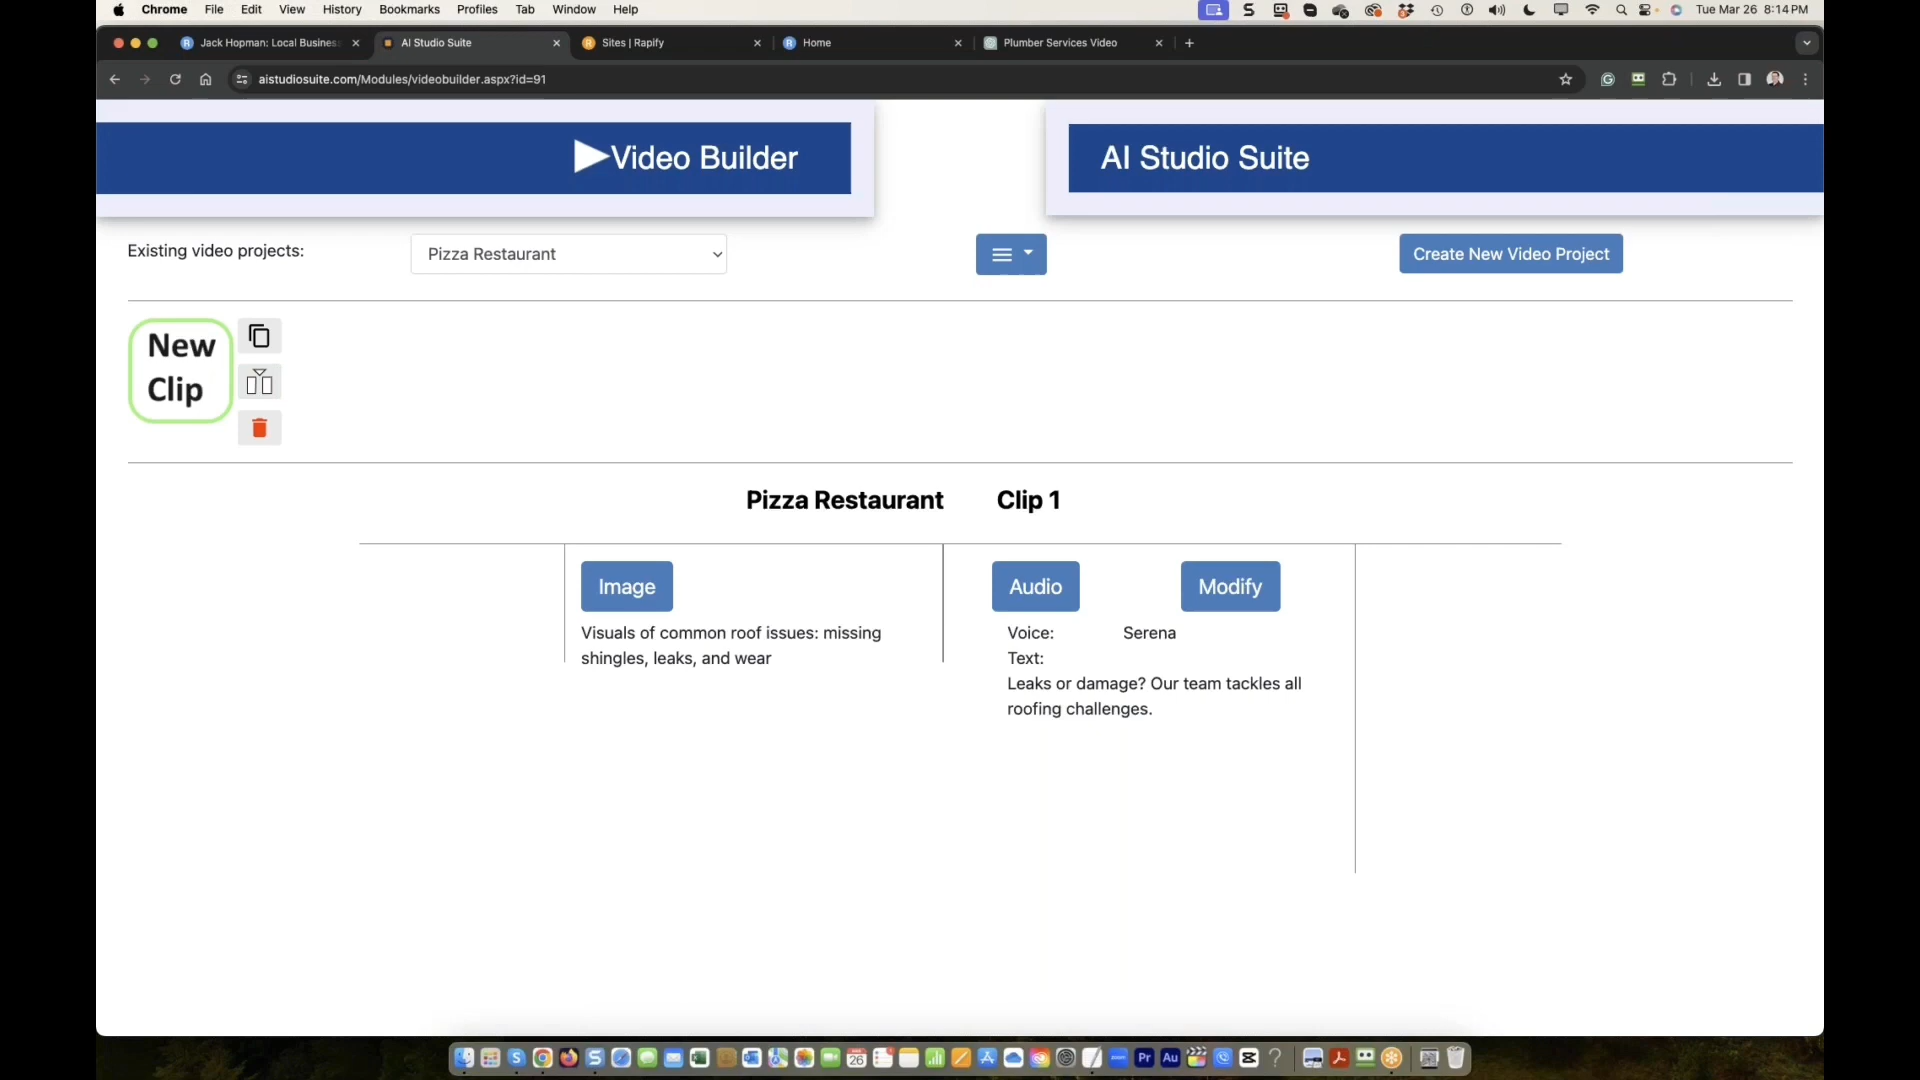 Chrome File Edit View History Bookmarks Profiles Tab Window Help Tue Mar 26 8:14 PM
Jack Hopman: Local Busines AI Studio Suite Sites | Rapify Home Plumber Services Video
aistudiosuite.com/Modules/videobuilder.aspx?id=91
Video Builder AI Studio Suite
Existing video projects: Pizza Restaurant Create New Video Project
New
Clip
Pizza Restaurant Clip 1
Image Audio Modify
Visuals of common roof issues: missing
shingles, leaks, and wear
Voice: Serena
Text:
Leaks or damage? Our team tackles all
roofing challenges.
26 Pr Au